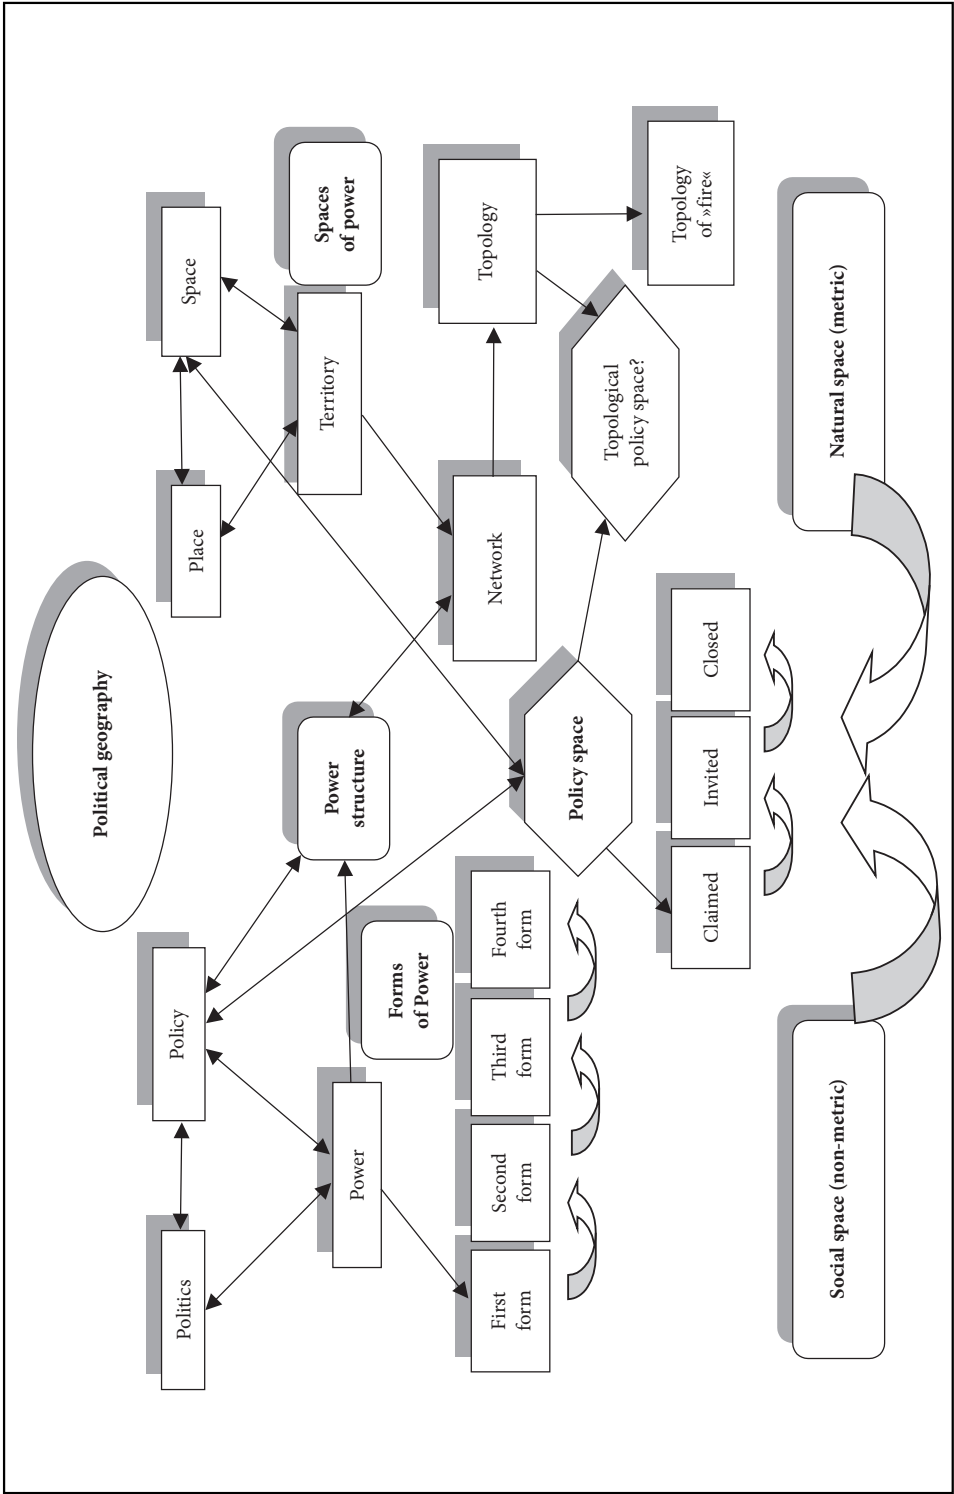 Political geography
Politics
Policy
Place
Space
Power
Power
structure
Territory
Spaces
of power
Forms
of Power
First
form
Second
form
Third
form
Fourth
form
Policy space
Network
Topology
Topological
policy space?
Topology
of »fire«
Claimed
Invited
Closed
Social space (non-metric)
Natural space (metric)